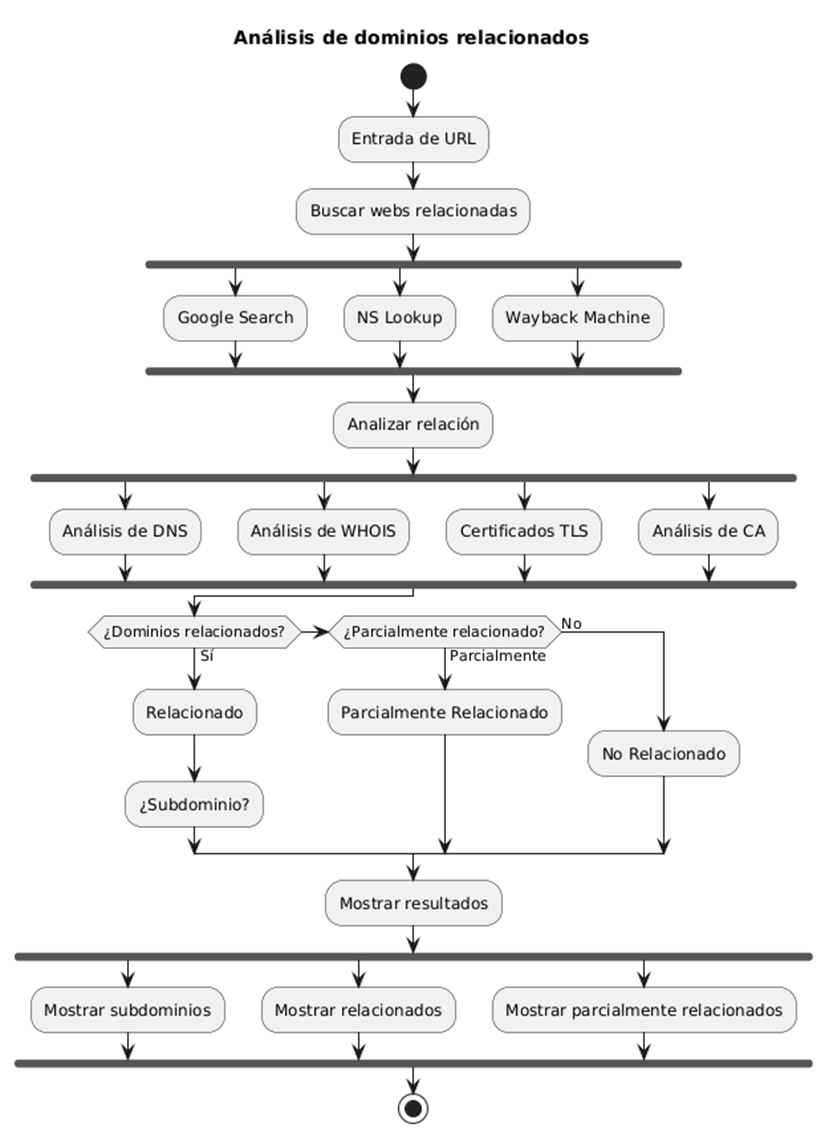 Análisis de dominios relacionados
Entrada de URL
Buscar webs relacionadas
Google Search
NS Lookup
Wayback Machine
Analizar relación
Análisis de DNS
Análisis de WHOIS
Certificados TLS
Análisis de CA
¿Dominios relacionados?
¿Parcialmente relacionado?
No
Sí
Parcialmente
Relacionado
Parcialmente Relacionado
No Relacionado
¿Subdominio?
Mostrar resultados
Mostrar subdominios
Mostrar relacionados
Mostrar parcialmente relacionados